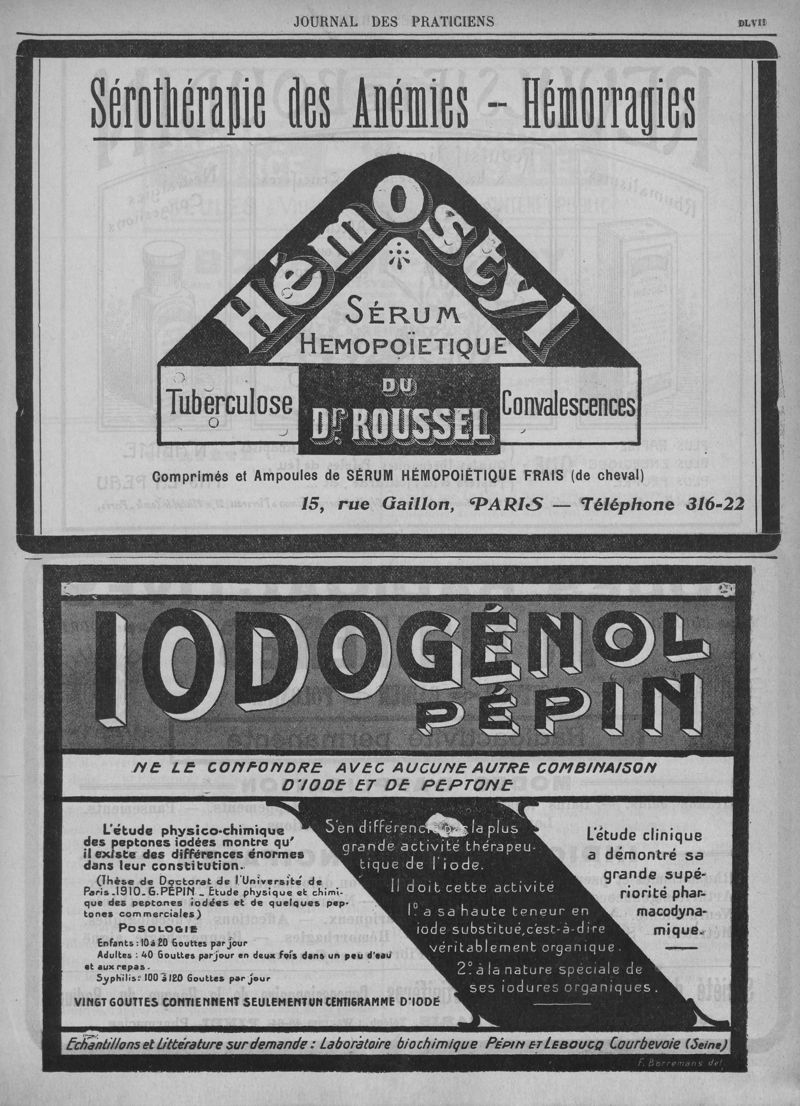 JOURNAL DES PRATICIENS
DLVII
Sérothérapie des Anémies -- Hémorragies
HémOstyl
SÉRUM
HEMOPOÏETIQUE
DU
Dr. ROUSSEL
Tuberculose
Convalescences
Comprimés et Ampoules de SÉRUM HÉMOPOIÉTIQUE FRAIS (de cheval)
15, rue Gaillon, PARIS — Téléphone 316-22
IODOGÉNOL
PÉPIN
NE LE CONFONDRE AVEC AUCUNE AUTRE COMBINAISON
D'IODE ET DE PEPTONE
L'étude physico-chimique
des peptones iodées montre qu'
il existe des différences énormes
dans leur constitution.
(Thèse de Doctorat de l'Université de
Paris.1910. G.PÉPIN _ Etude physique et chimi-
que des peptones iodées et de quelques pep-
tones commerciales)
POSOLOGIE
Enfants : 10 à 20 Gouttes par jour
Adultes : 40 Gouttes par jour en deux fois dans un peu d'eau
et aux repas.
Syphilis : 100 à 120 Gouttes par jour
VINGT GOUTTES CONTIENNENT SEULEMENT UN CENTIGRAMME D'IODE
S'en différencie par la plus
grande activité thérapeu-
tique de l'iode.
Il doit cette activité
1º. a sa haute teneur en
iode substitué, c'est-à-dire
véritablement organique.
2º. à la nature spéciale de
ses iodures organiques.
L'étude clinique
a démontré sa
grande supé-
riorité phar-
macodyna-
mique.
Echantillons et Littérature sur demande : Laboratoire biochimique PÉPIN ET LEBOUCQ Courbevoie (Seine)
F. Borremans del.